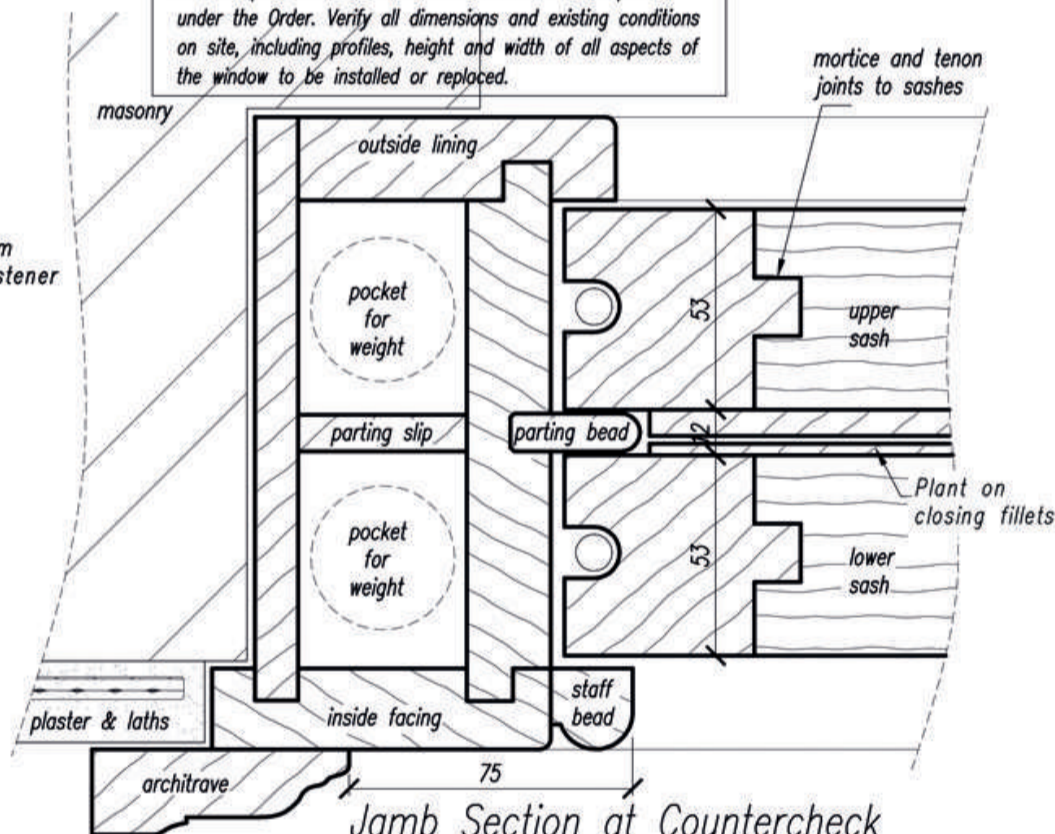 under the Order. Verify all dimensions and existing conditions
on site, including profiles, height and width of all aspects of
the window to be installed or replaced.
mortice and tenon
joints to sashes
masonry
outside lining
pocket
for
weight
53
upper
sash
parting slip
parting bead
12
Plant on
closing fillets
pocket
for
weight
53
lower
sash
staff
bead
plaster & laths
inside facing
architrave
75
Jamb Section at Countercheck